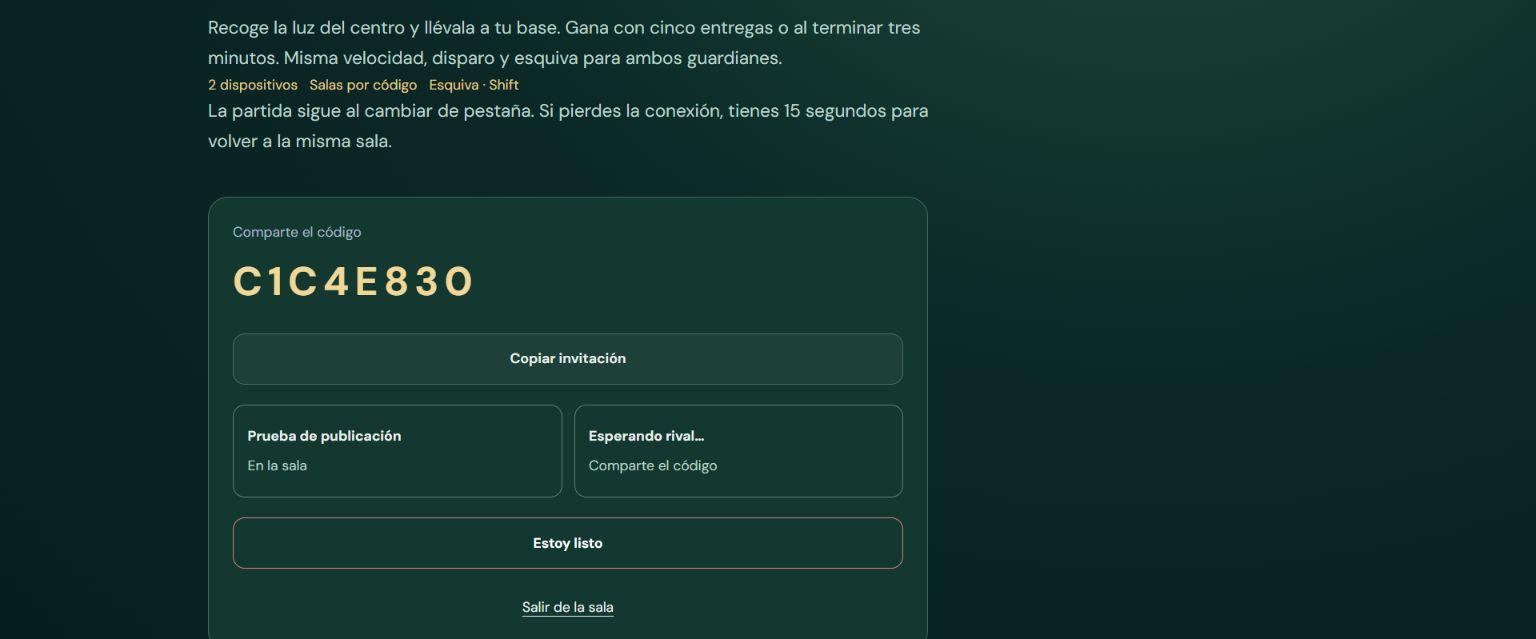 Recoge la luz del centro y llévala a tu base. Gana con cinco entregas o al terminar tres
minutos. Misma velocidad, disparo y esquiva para ambos guardianes.
2 dispositivos Salas por código Esquiva · Shift
La partida sigue al cambiar de pestaña. Si pierdes la conexión, tienes 15 segundos para
volver a la misma sala.
Comparte el código
C1C4E830
Copiar invitación
Prueba de publicación
En la sala
Esperando rival…
Comparte el código
Estoy listo
Salir de la sala